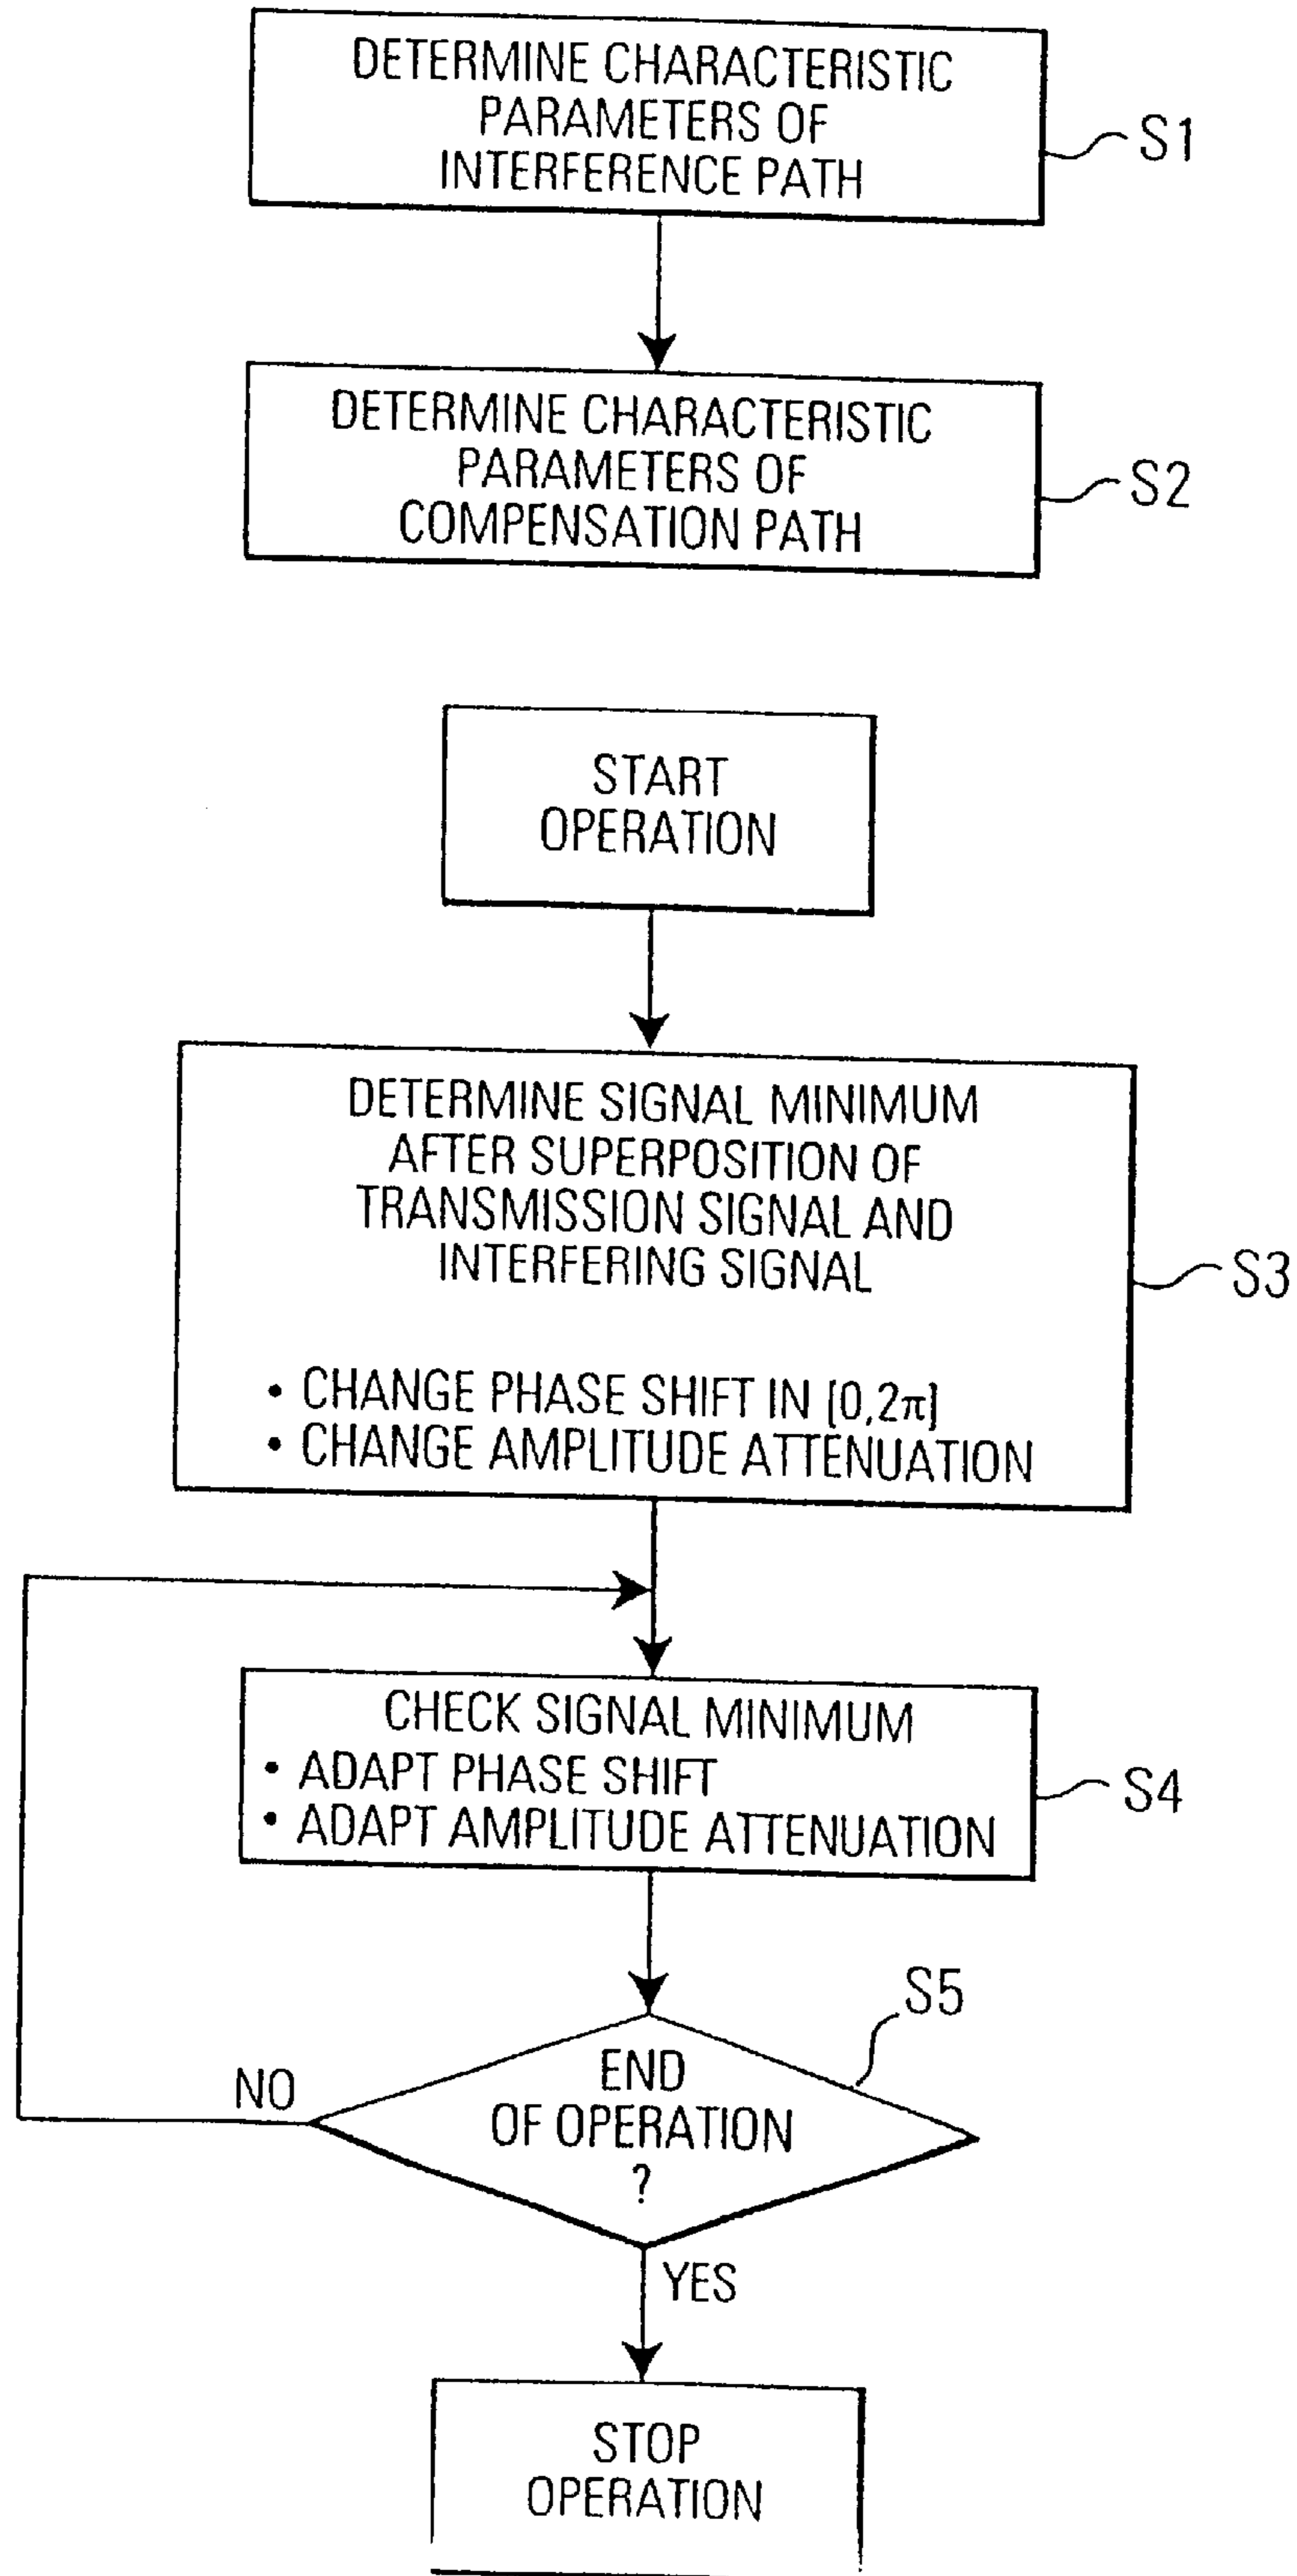 DETERMINE CHARACTERISTIC
PARAMETERS OF
INTERFERENCE PATH
S1
DETERMINE CHARACTERISTIC
PARAMETERS OF
COMPENSATION PATH
S2
START
OPERATION
DETERMINE SIGNAL MINIMUM
AFTER SUPERPOSITION OF
TRANSMISSION SIGNAL AND
INTERFERING SIGNAL
• CHANGE PHASE SHIFT IN [0,2π]
• CHANGE AMPLITUDE ATTENUATION
S3
CHECK SIGNAL MINIMUM
• ADAPT PHASE SHIFT
• ADAPT AMPLITUDE ATTENUATION
S4
S5
END
OF OPERATION
?
NO
YES
STOP
OPERATION